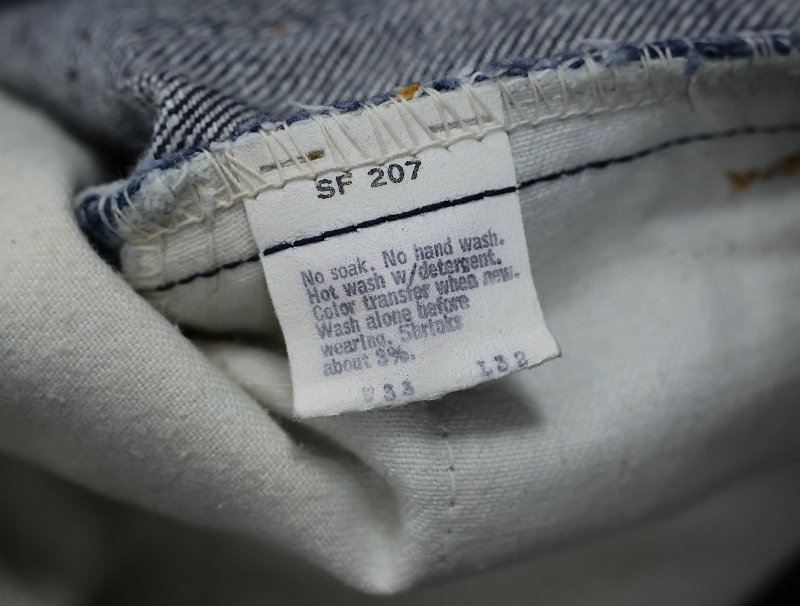 SF 207
No soak. No hand wash.
Hot wash w/detergent.
Color transfer when new.
Wash alone before
wearing. Shrinks
about 3%.
W33 L32